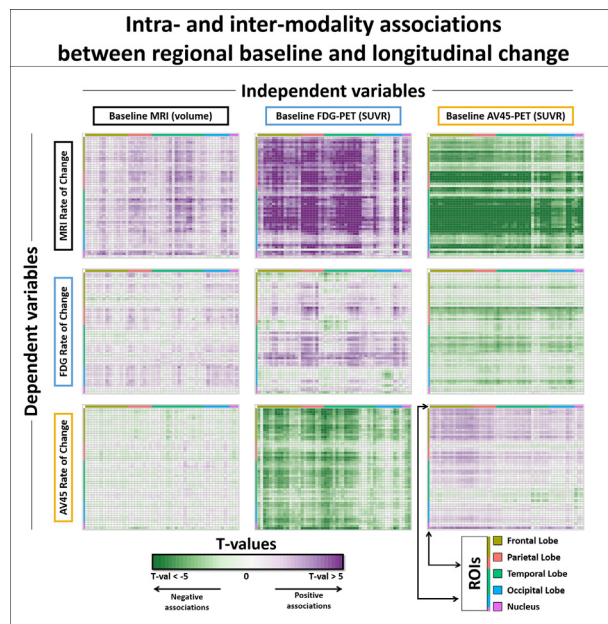 Intra- and inter-modality associations
between regional baseline and longitudinal change
Independent variables
Baseline MRI (volume)
Baseline FDG-PET (SUVR)
Baseline AV45-PET (SUVR)
Dependent variables
MRI Rate of Change
FDG Rate of Change
AV45 Rate of Change
T-values
T-val < -5
0
T-val > 5
Negative
associations
Positive
associations
ROIs
Frontal Lobe
Parietal Lobe
Temporal Lobe
Occipital Lobe
Nucleus